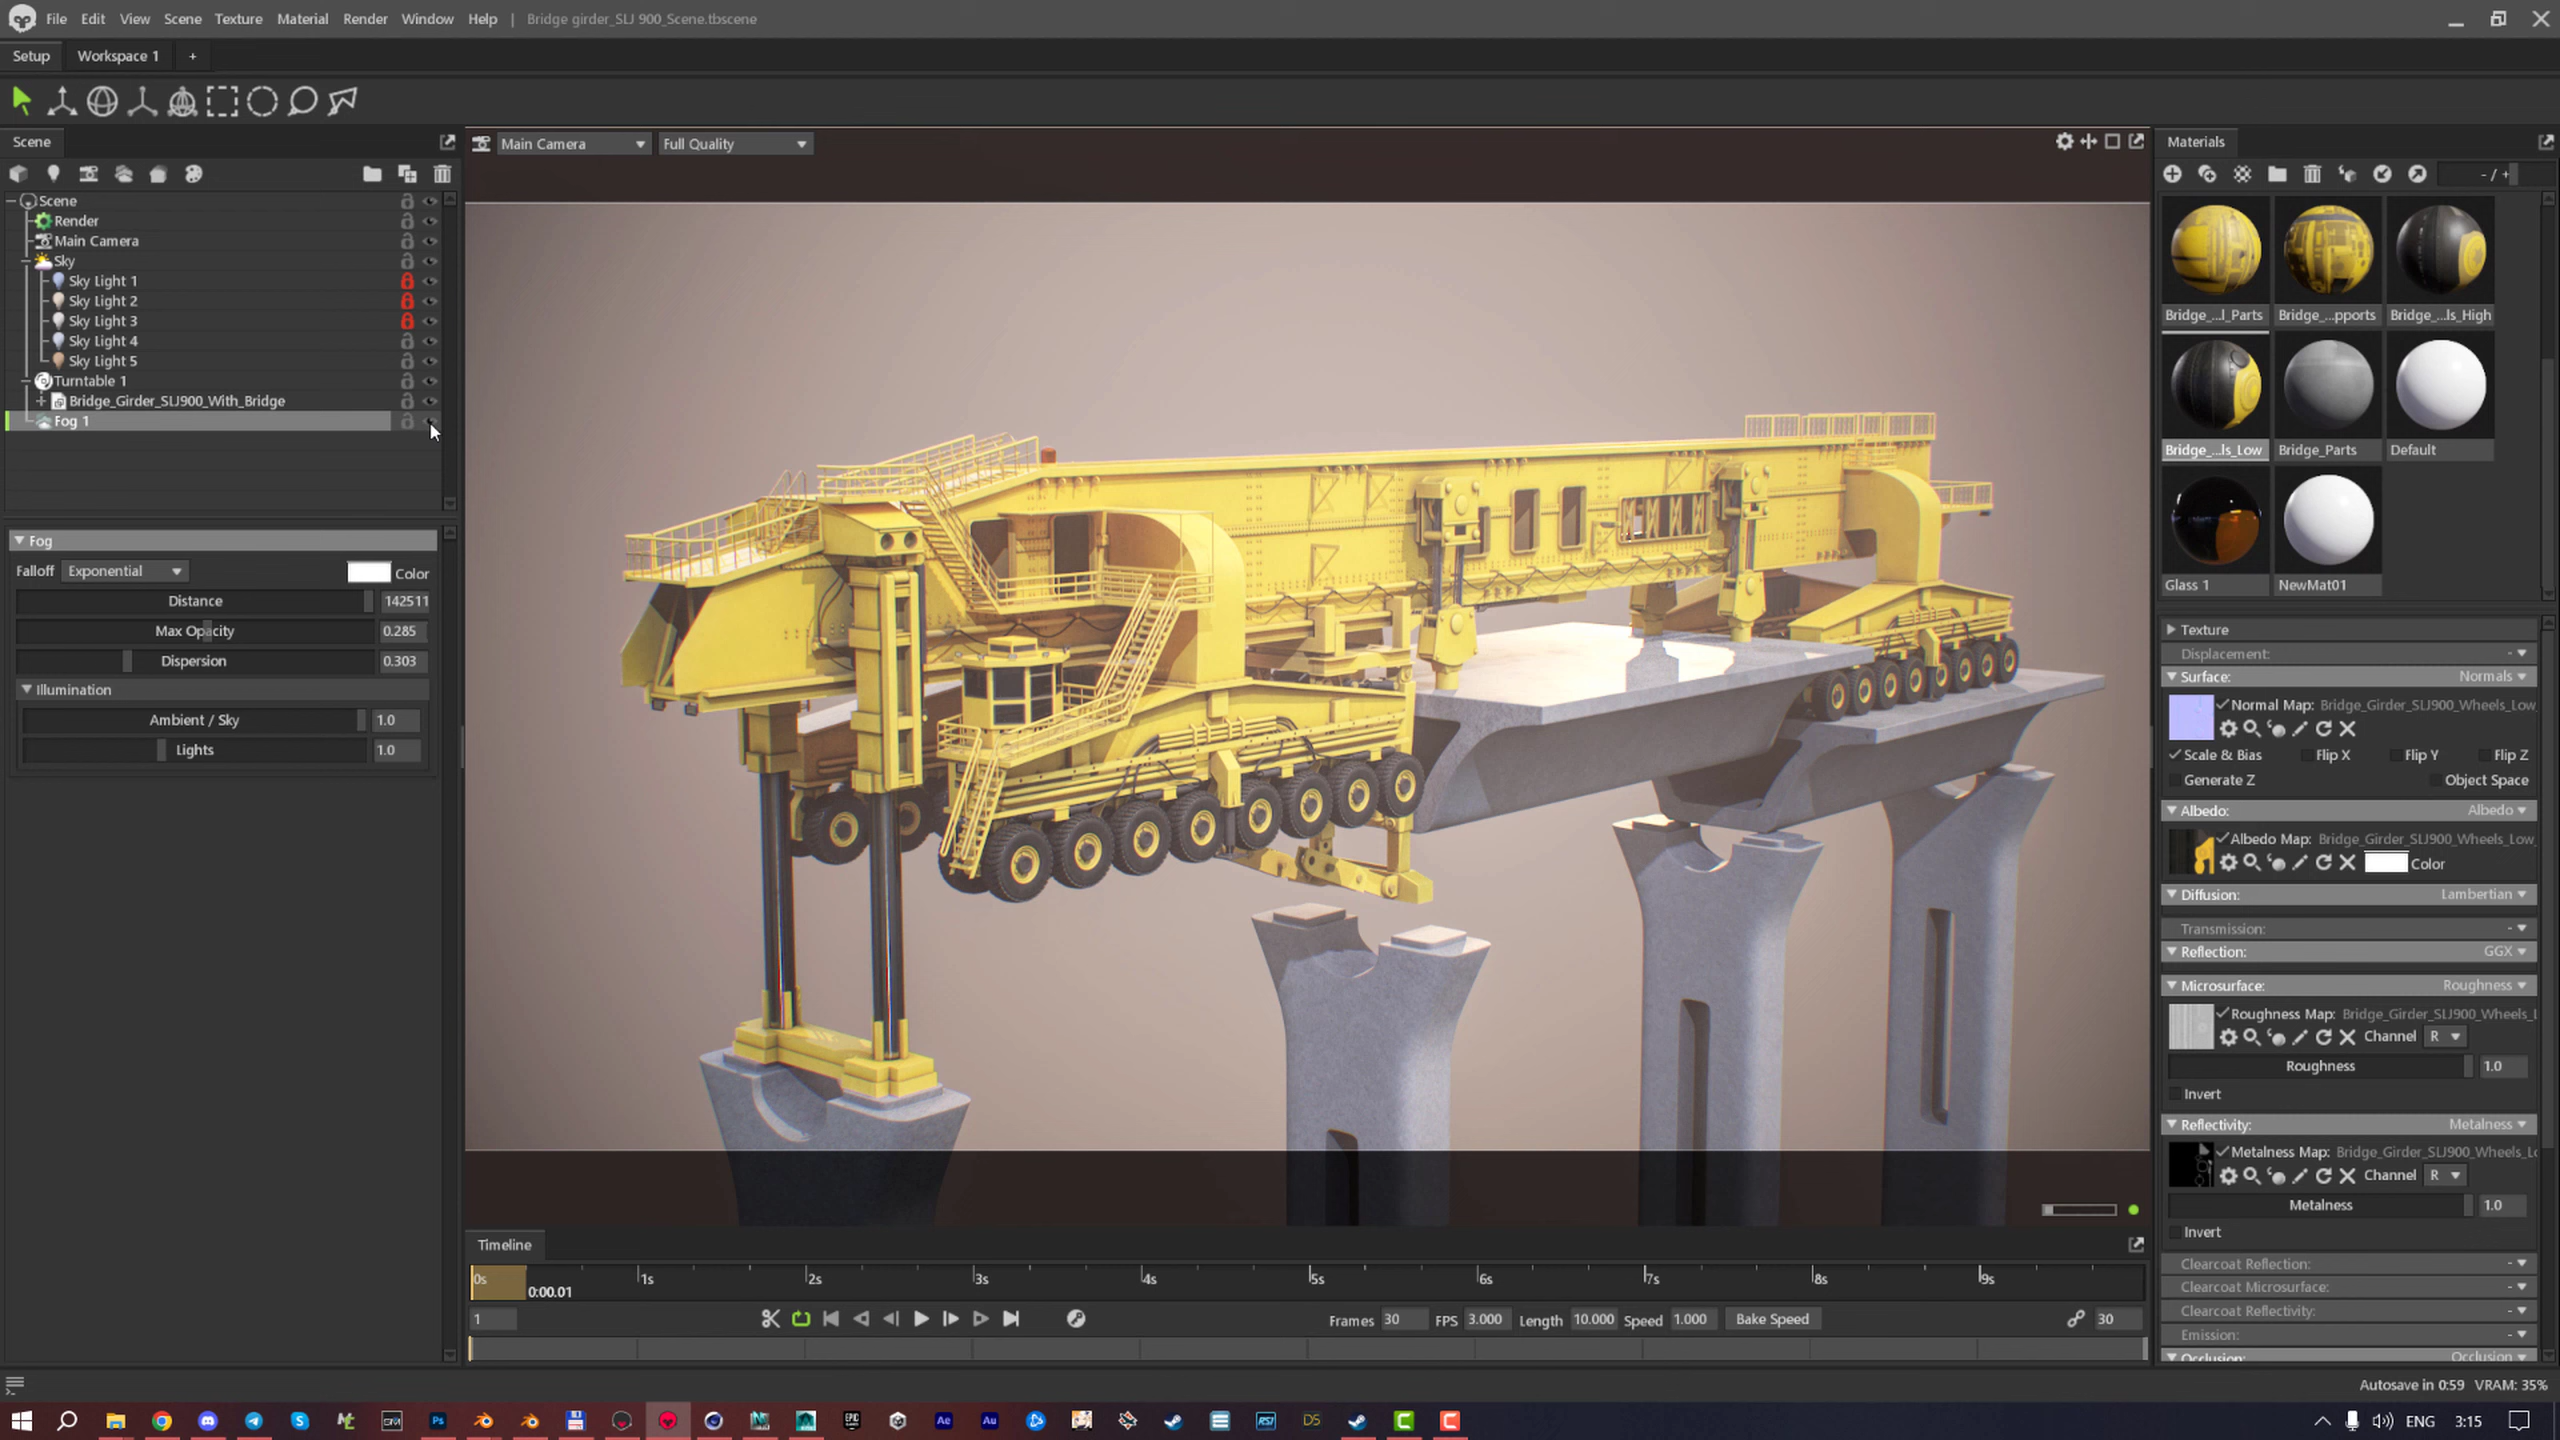 File Edit View Scene Texture Material Render Window Help | Bridge girder_SLJ 900_Scene.tbscene
Setup Workspace 1 +
Scene
Main Camera
Full Quality
Materials
- / +
Scene
Render
Main Camera
Sky
Sky Light 1
Sky Light 2
Sky Light 3
Sky Light 4
Sky Light 5
Turntable 1
Bridge_Girder_SLJ900_With_Bridge
Fog 1
Fog
Falloff Exponential Color
Distance 142511
Max Opacity 0.285
Dispersion 0.303
Illumination
Ambient / Sky 1.0
Lights 1.0
Bridge_...l_Parts Bridge_...pports Bridge_...ls_High
Bridge_...ls_Low Bridge_Parts Default
Glass 1 NewMat01
Texture
Displacement: -
Surface: Normals
Normal Map: Bridge_Girder_SLJ900_Wheels_Low
Scale & Bias Flip X Flip Y Flip Z
Generate Z Object Space
Albedo: Albedo
Albedo Map: Bridge_Girder_SLJ900_Wheels_Low
Color
Diffusion: Lambertian
Transmission: -
Reflection: GGX
Microsurface: Roughness
Roughness Map: Bridge_Girder_SLJ900_Wheels_L
Channel R
Roughness 1.0
Invert
Reflectivity: Metalness
Metalness Map: Bridge_Girder_SLJ900_Wheels_Lo
Channel R
Metalness 1.0
Invert
Clearcoat Reflection: -
Clearcoat Microsurface: -
Clearcoat Reflectivity: -
Emission: -
Occlusion: Occlusion
Timeline
0s 1s 2s 3s 4s 5s 6s 7s 8s 9s
0:00.01
1
Frames 30 FPS 3.000 Length 10.000 Speed 1.000 Bake Speed 30
Autosave in 0:59 VRAM: 35%
Ps
EPIC
Ae
Au
RSI
DS
ENG 3:15